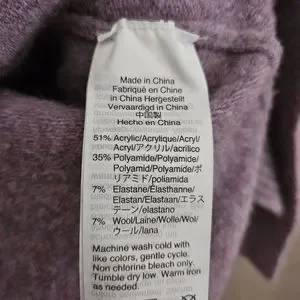 Made in China
Fabriqué en Chine
in China Hergestellt
Vervaardigd in China
中国製
Hecho en China
51% Acrylic/Acrylique/Acryl/
Acryl/アクリル/acrílico
35% Polyamide/Polyamide/
Polyamid/Polyamide/ポ
リアミド/poliamida
7% Elastane/Élasthanne/
Elastan/Elastaan/エラス
テーン/elastano
7% Wool/Laine/Wolle/Wol/
ウール/lana
Machine wash cold with
like colors, gentle cycle.
Non chlorine bleach only.
Tumble dry low. Warm iron
as needed.